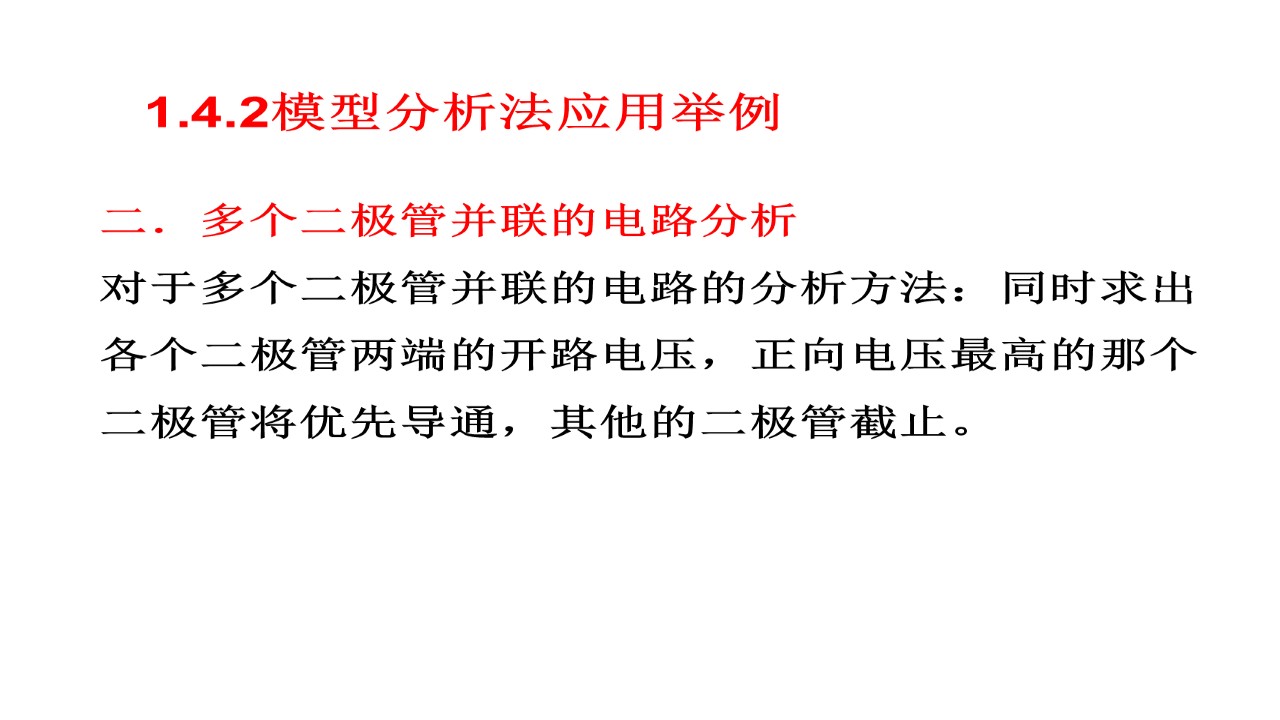 1.4.2模型分析法应用举例
二．多个二极管并联的电路分析
对于多个二极管并联的电路的分析方法：同时求出
各个二极管两端的开路电压，正向电压最高的那个
二极管将优先导通，其他的二极管截止。